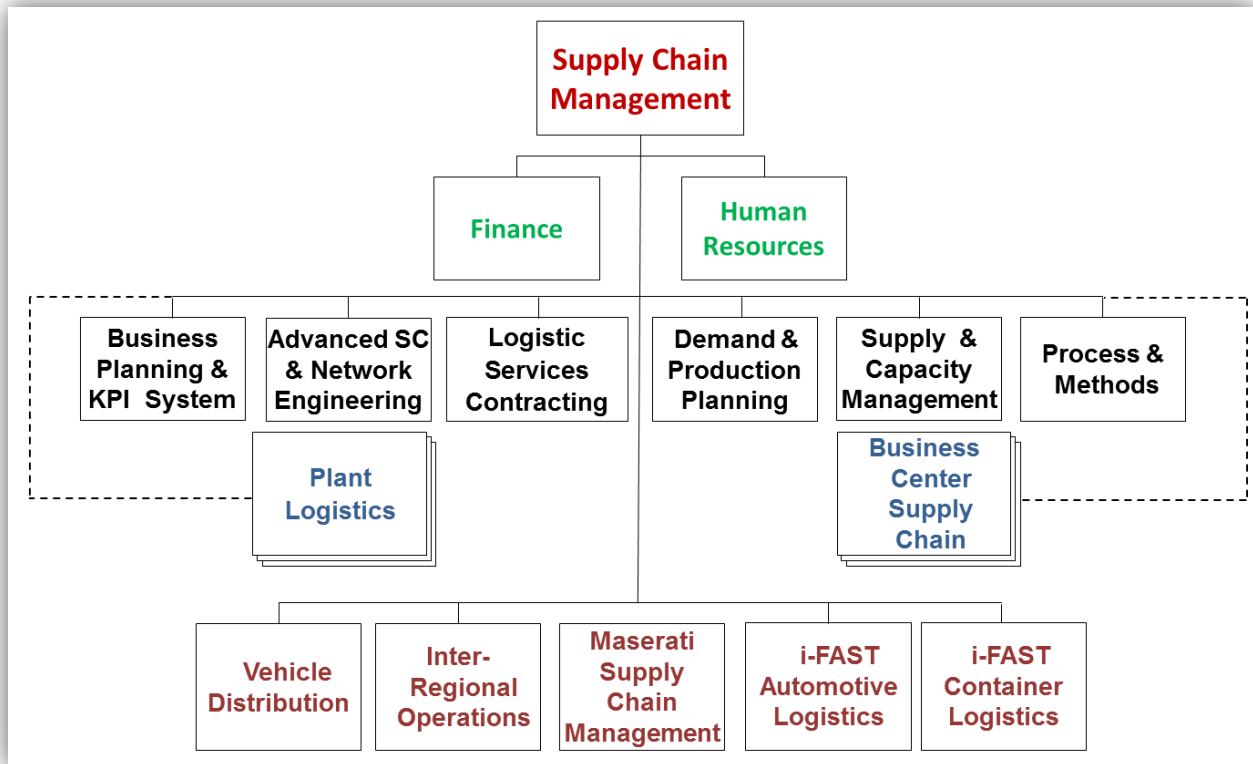 Supply Chain
Management
Finance
Human
Resources
Business
Planning &
KPI System
Advanced SC
& Network
Engineering
Logistic
Services
Contracting
Demand &
Production
Planning
Supply &
Capacity
Management
Process &
Methods
Plant
Logistics
Business
Center
Supply
Chain
Vehicle
Distribution
Inter-
Regional
Operations
Maserati
Supply
Chain
Management
i-FAST
Automotive
Logistics
i-FAST
Container
Logistics